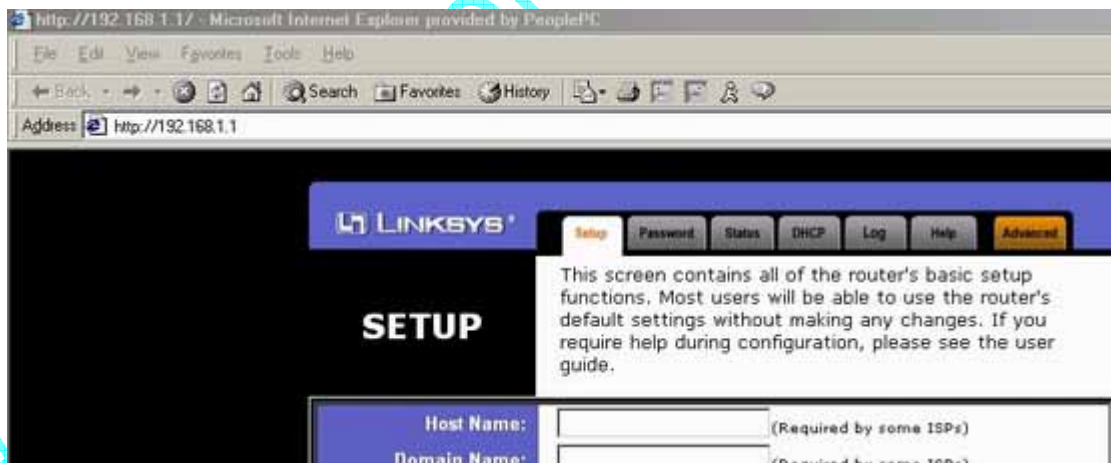 http://192.168.1.1/ - Microsoft Internet Explorer provided by PeoplePC
File Edit View Favorites Tools Help
Back Search Favorites History
Address http://192.168.1.1
LINKSYS®
Setup Password Status DHCP Log Help Advanced
SETUP
This screen contains all of the router's basic setup
functions. Most users will be able to use the router's
default settings without making any changes. If you
require help during configuration, please see the user
guide.
Host Name: (Required by some ISPs)
Domain Name: (Required by some ISPs)